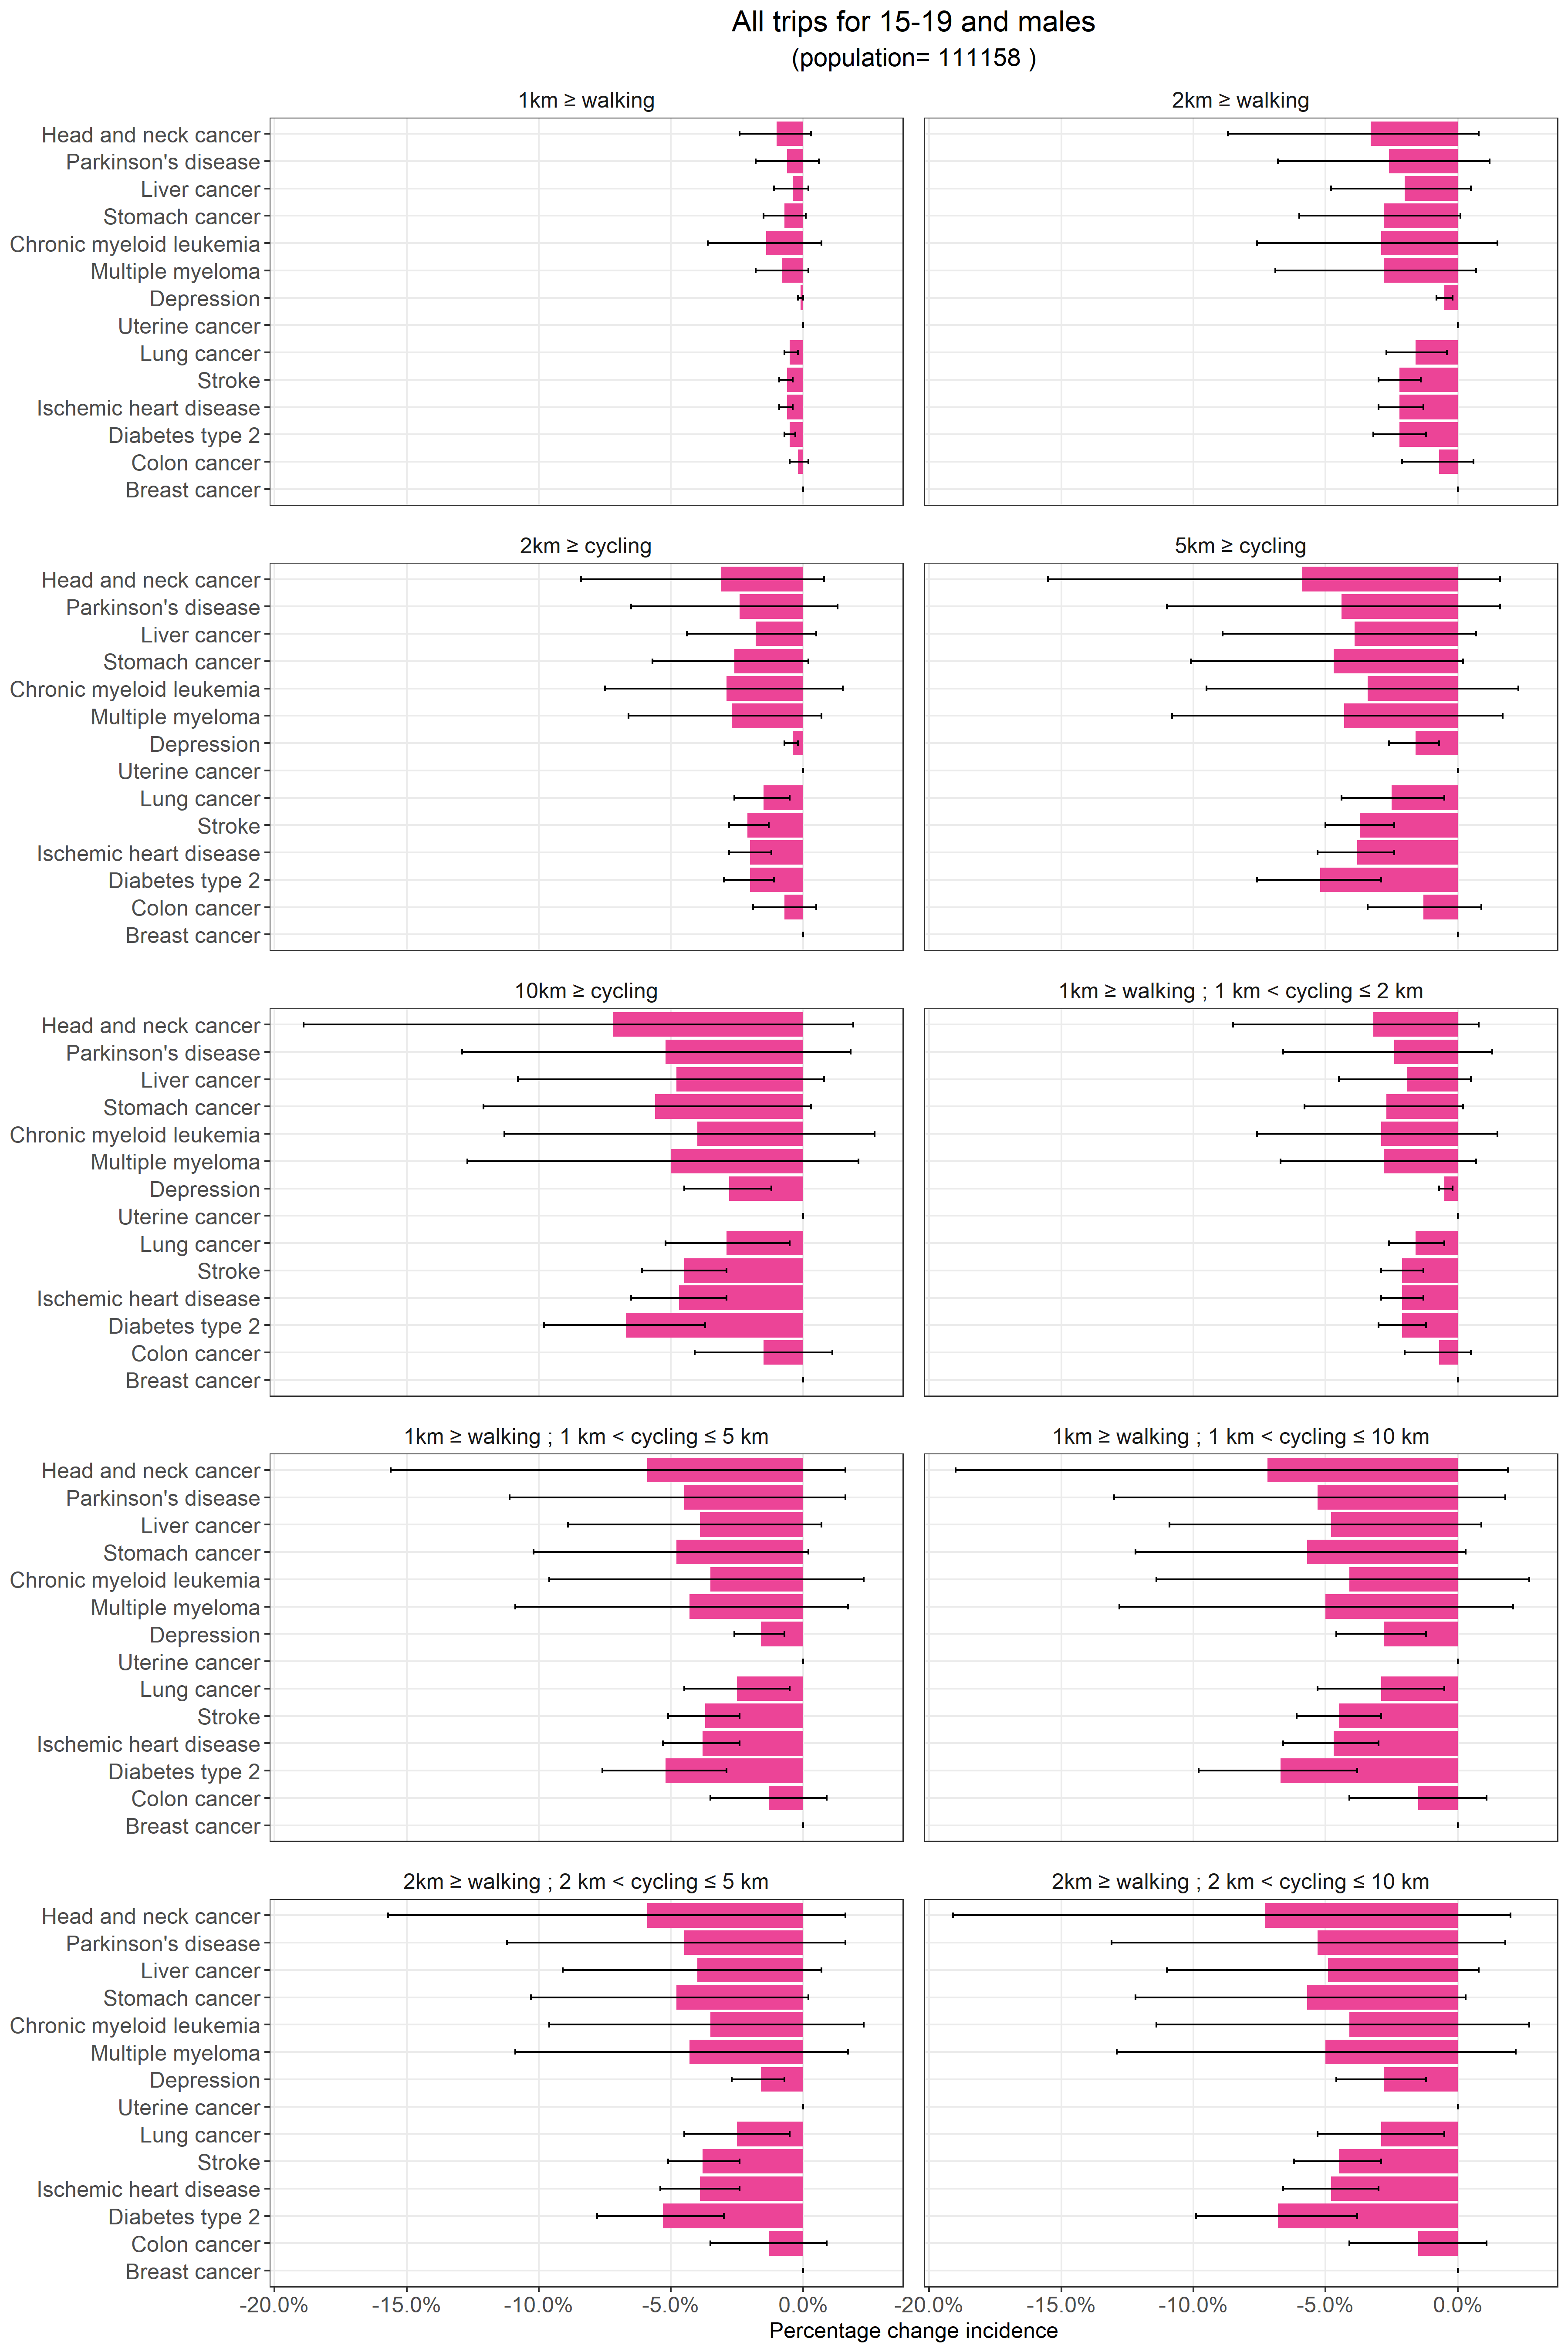 All trips for 15-19 and males
(population= 111158 )
1km ≥ walking
2km ≥ walking
Head and neck cancer
Parkinson's disease
Liver cancer
Stomach cancer
Chronic myeloid leukemia
Multiple myeloma
Depression
Uterine cancer
Lung cancer
Stroke
Ischemic heart disease
Diabetes type 2
Colon cancer
Breast cancer
2km ≥ cycling
5km ≥ cycling
Head and neck cancer
Parkinson's disease
Liver cancer
Stomach cancer
Chronic myeloid leukemia
Multiple myeloma
Depression
Uterine cancer
Lung cancer
Stroke
Ischemic heart disease
Diabetes type 2
Colon cancer
Breast cancer
10km ≥ cycling
1km ≥ walking ; 1 km < cycling ≤ 2 km
Head and neck cancer
Parkinson's disease
Liver cancer
Stomach cancer
Chronic myeloid leukemia
Multiple myeloma
Depression
Uterine cancer
Lung cancer
Stroke
Ischemic heart disease
Diabetes type 2
Colon cancer
Breast cancer
1km ≥ walking ; 1 km < cycling ≤ 5 km
1km ≥ walking ; 1 km < cycling ≤ 10 km
Head and neck cancer
Parkinson's disease
Liver cancer
Stomach cancer
Chronic myeloid leukemia
Multiple myeloma
Depression
Uterine cancer
Lung cancer
Stroke
Ischemic heart disease
Diabetes type 2
Colon cancer
Breast cancer
2km ≥ walking ; 2 km < cycling ≤ 5 km
2km ≥ walking ; 2 km < cycling ≤ 10 km
Head and neck cancer
Parkinson's disease
Liver cancer
Stomach cancer
Chronic myeloid leukemia
Multiple myeloma
Depression
Uterine cancer
Lung cancer
Stroke
Ischemic heart disease
Diabetes type 2
Colon cancer
Breast cancer
-20.0% -15.0% -10.0% -5.0% 0.0% -20.0% -15.0% -10.0% -5.0% 0.0%
Percentage change incidence